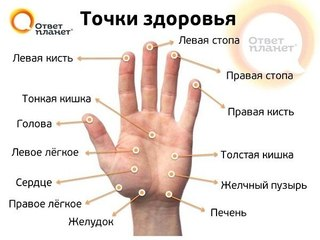 Ответ
планет
Точки здоровья
Ответ
планет
Левая стопа
Левая кисть
Правая стопа
Тонкая кишка
Правая кисть
Голова
Левое лёгкое
Толстая кишка
Сердце
Желчный пузырь
Правое лёгкое
Печень
Желудок